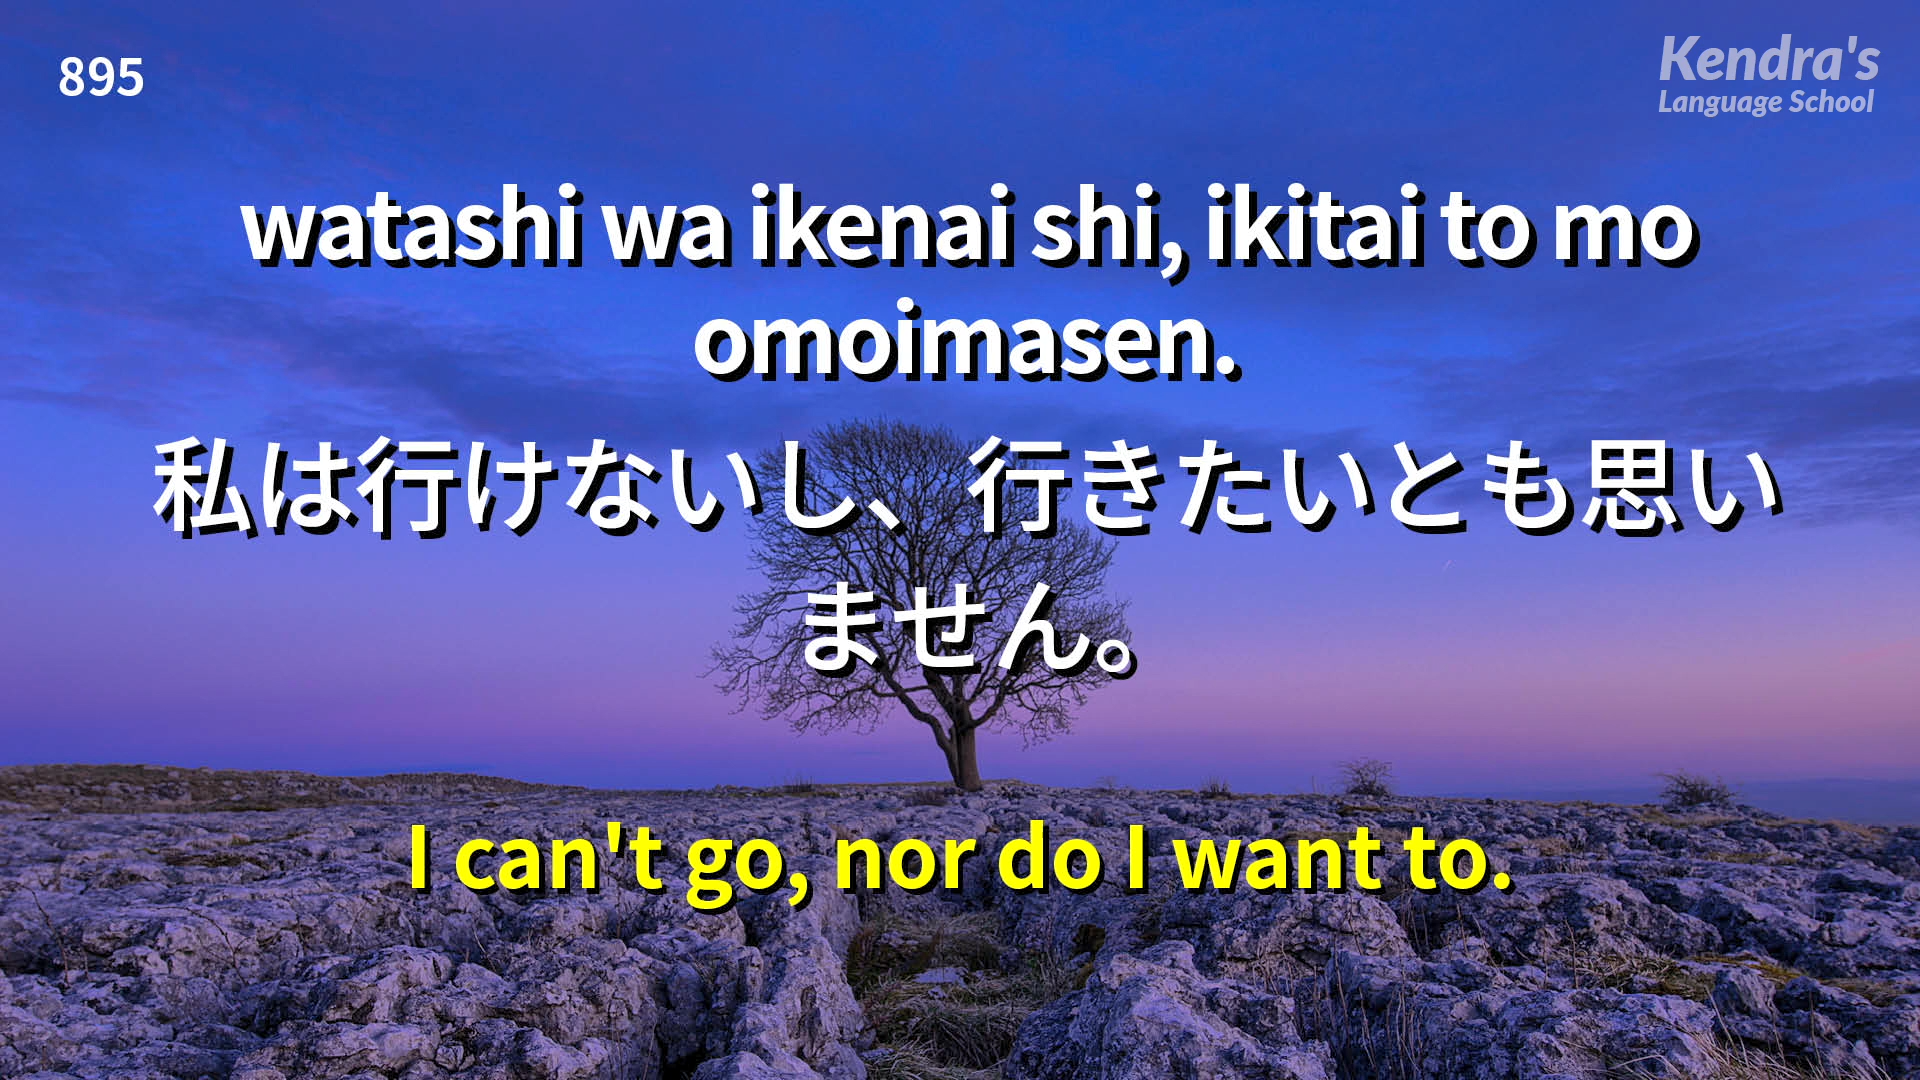 895
Kendra's
Language School
watashi wa ikenai shi, ikitai to mo
omoimasen.
私は行けないし、行きたいとも思い
ません。
I can't go, nor do I want to.